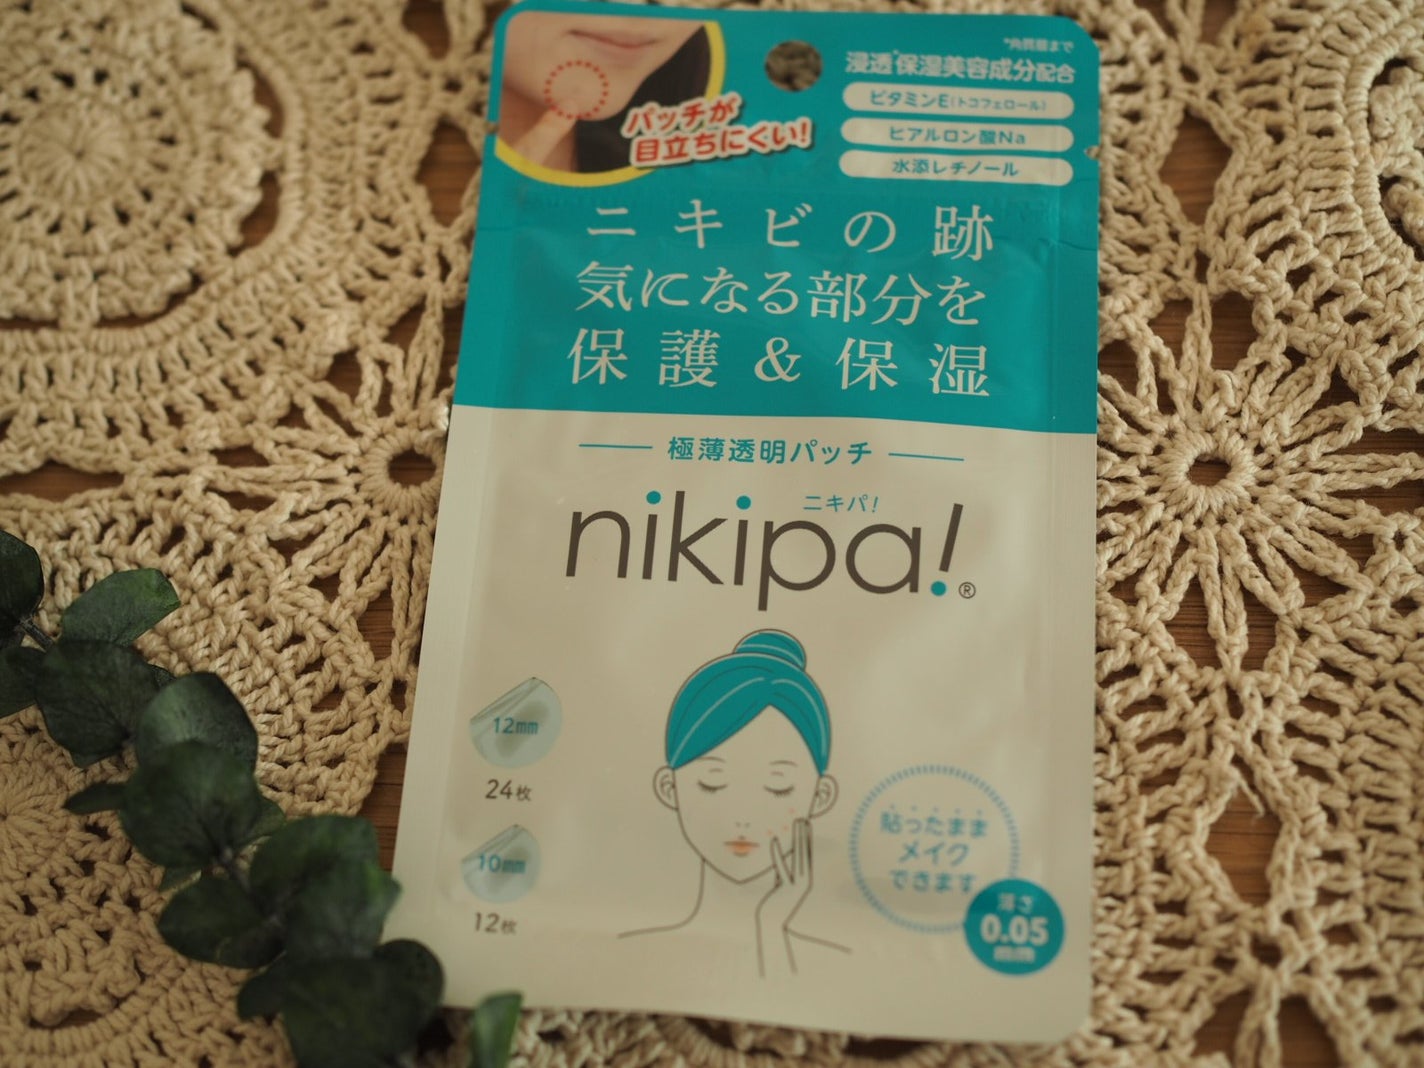 パッチが
目立ちにくい!
*角質層まで
浸透*保湿美容成分配合
ビタミンE(トコフェロール)
ヒアルロン酸Na
水添レチノール
ニキビの跡
気になる部分を
保護&保湿
極薄透明パッチ
ニキパ!
nikipa!®
12mm
24枚
10mm
12枚
貼ったまま
メイク
できます
薄さ
0.05
mm